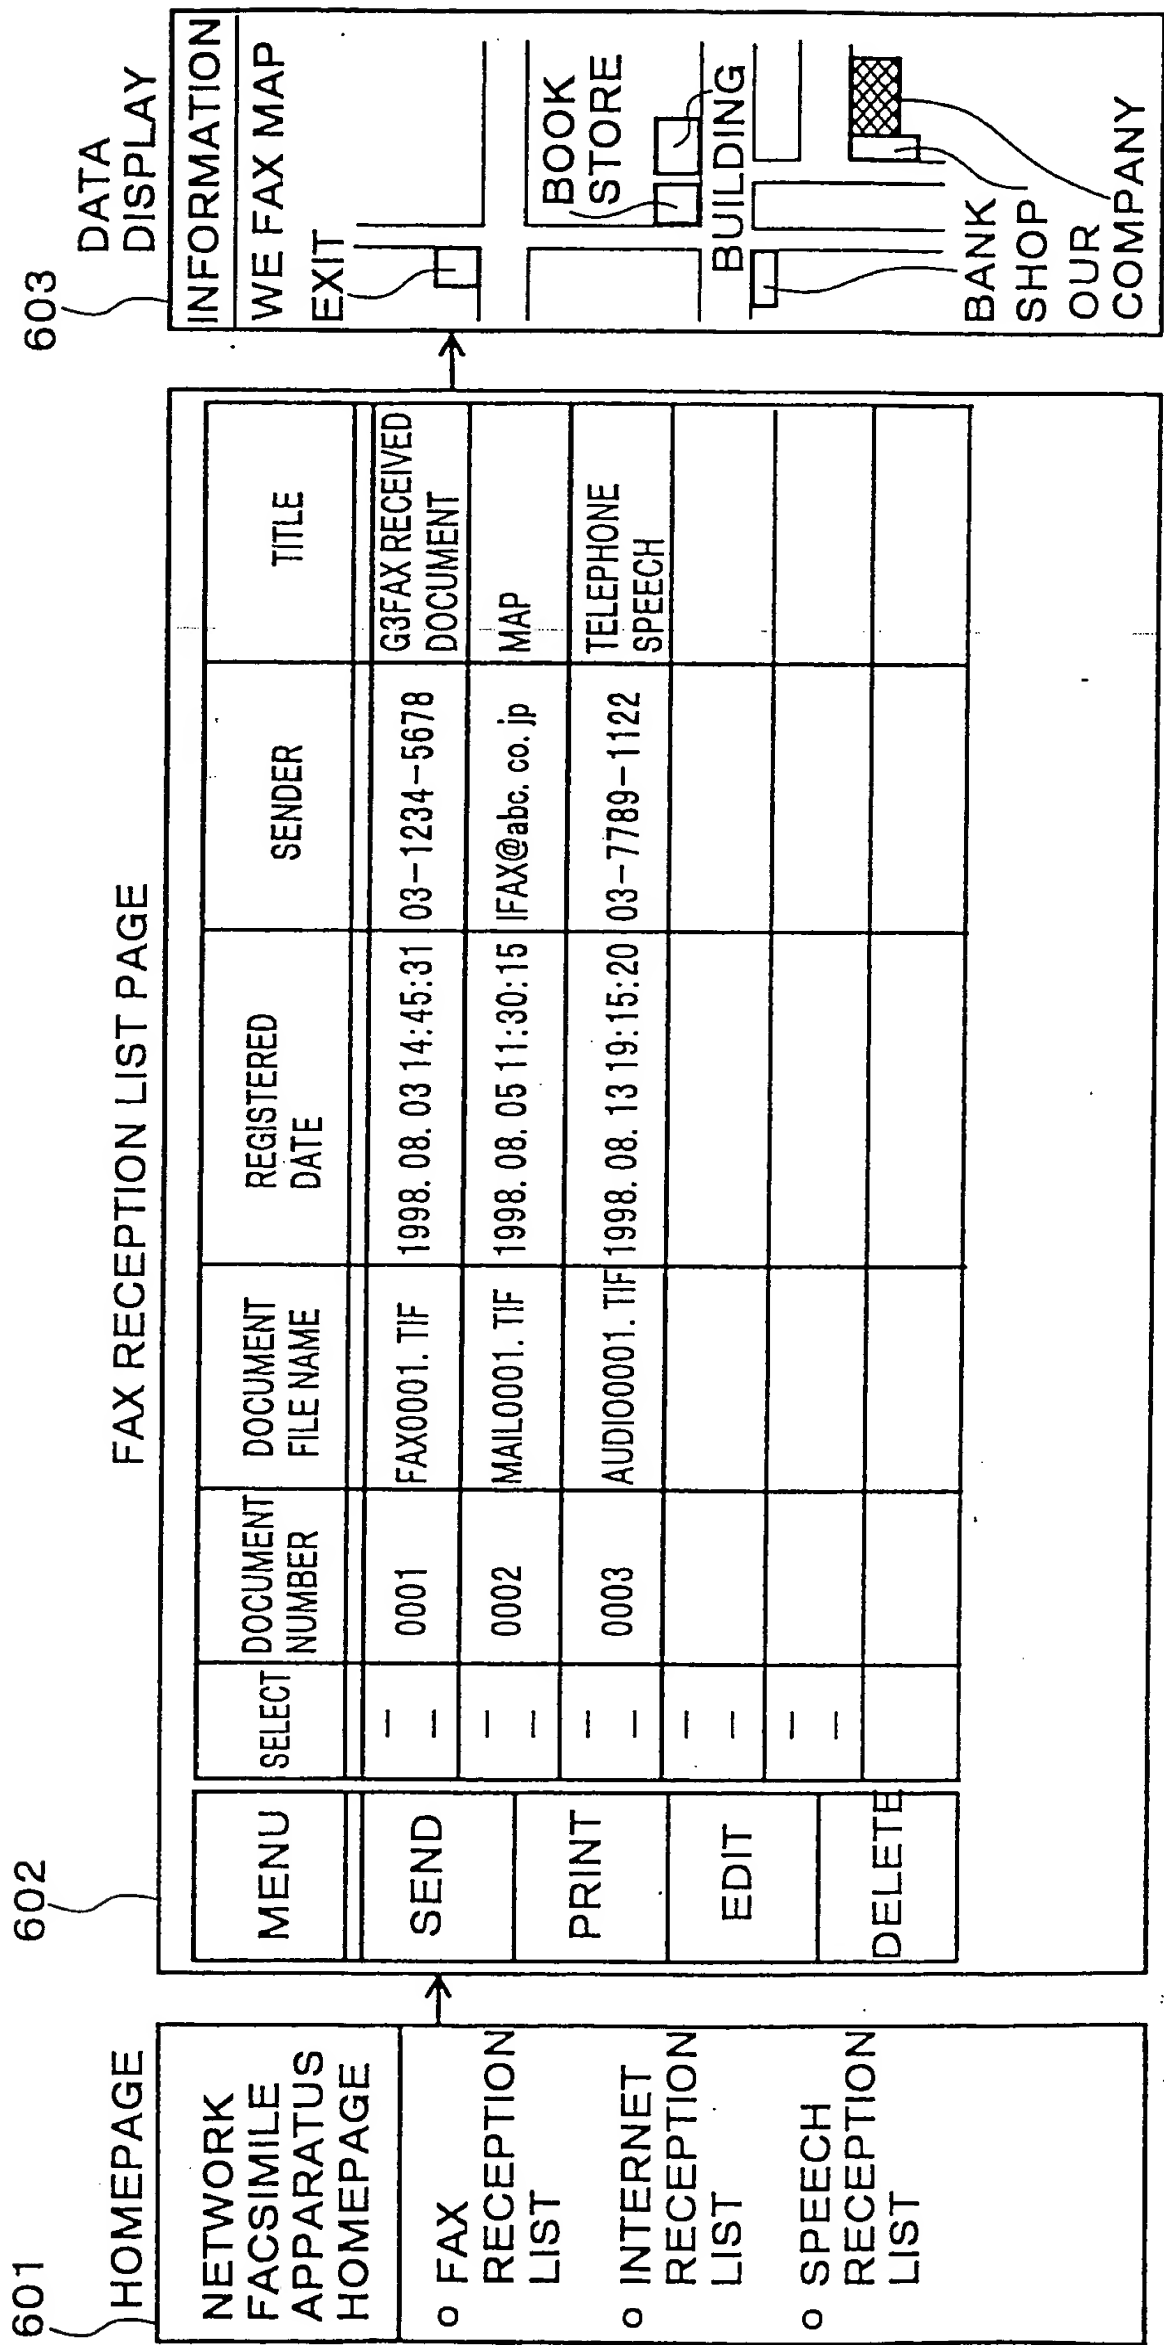 601
HOMEPAGE
NETWORK
FACSIMILE
APPARATUS
HOMEPAGE
o FAX
RECEPTION
LIST
o INTERNET
RECEPTION
LIST
o SPEECH
RECEPTION
LIST
602
FAX RECEPTION LIST PAGE
MENU
SEND
PRINT
EDIT
DELETE
SELECT
DOCUMENT
NUMBER
DOCUMENT
FILE NAME
REGISTERED
DATE
SENDER
TITLE
0001 FAX0001. TIF 1998. 08. 03 14:45:31 03-1234-5678 G3FAX RECEIVED
DOCUMENT
0002 MAIL0001. TIF 1998. 08. 05 11:30:15 IFAX@abc. co. jp MAP
0003 AUDIO0001. TIF 1998. 08. 13 19:15:20 03-7789-1122 TELEPHONE
SPEECH
603
DATA
DISPLAY
INFORMATION
WE FAX MAP
EXIT
BOOK
STORE
BUILDING
BANK
SHOP
OUR
COMPANY